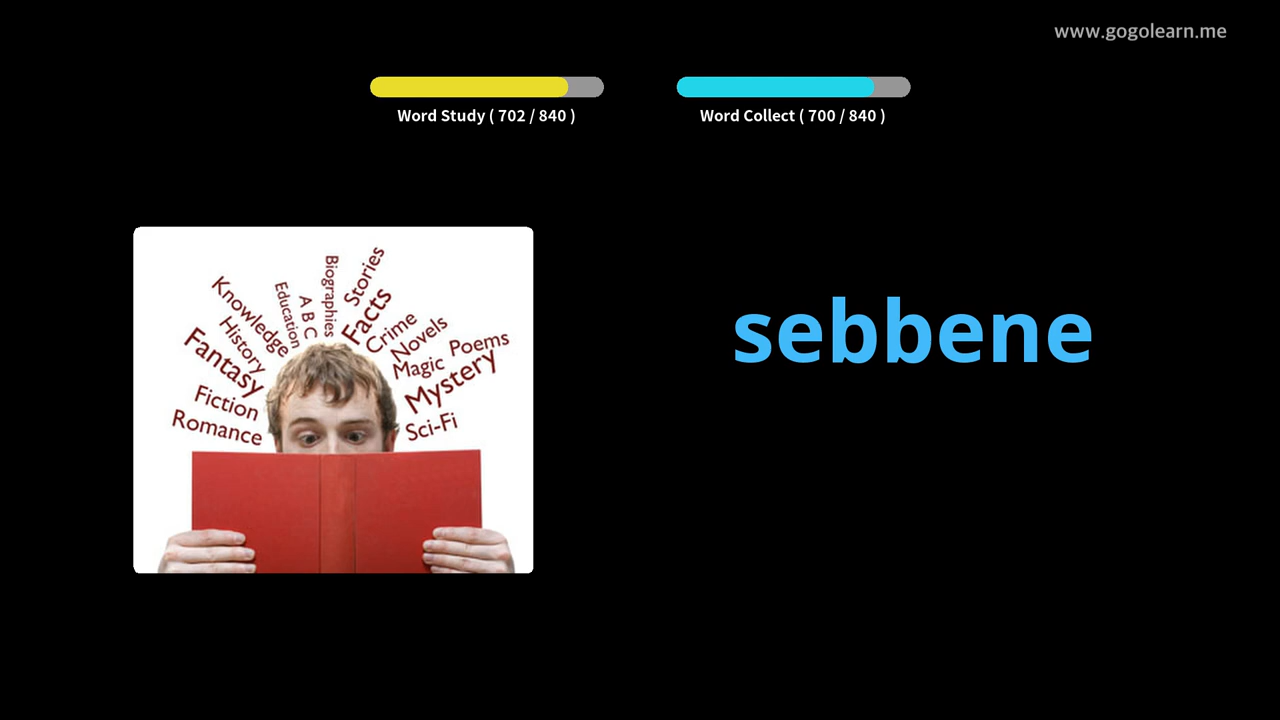 www.gogolearn.me
Word Study ( 702 / 840 )
Word Collect ( 700 / 840 )
Biographies
Stories
Education
A B C
Facts
Knowledge
Crime
History
Novels
Fantasy
Magic
Poems
Mystery
Fiction
Romance
Sci-Fi
sebbene